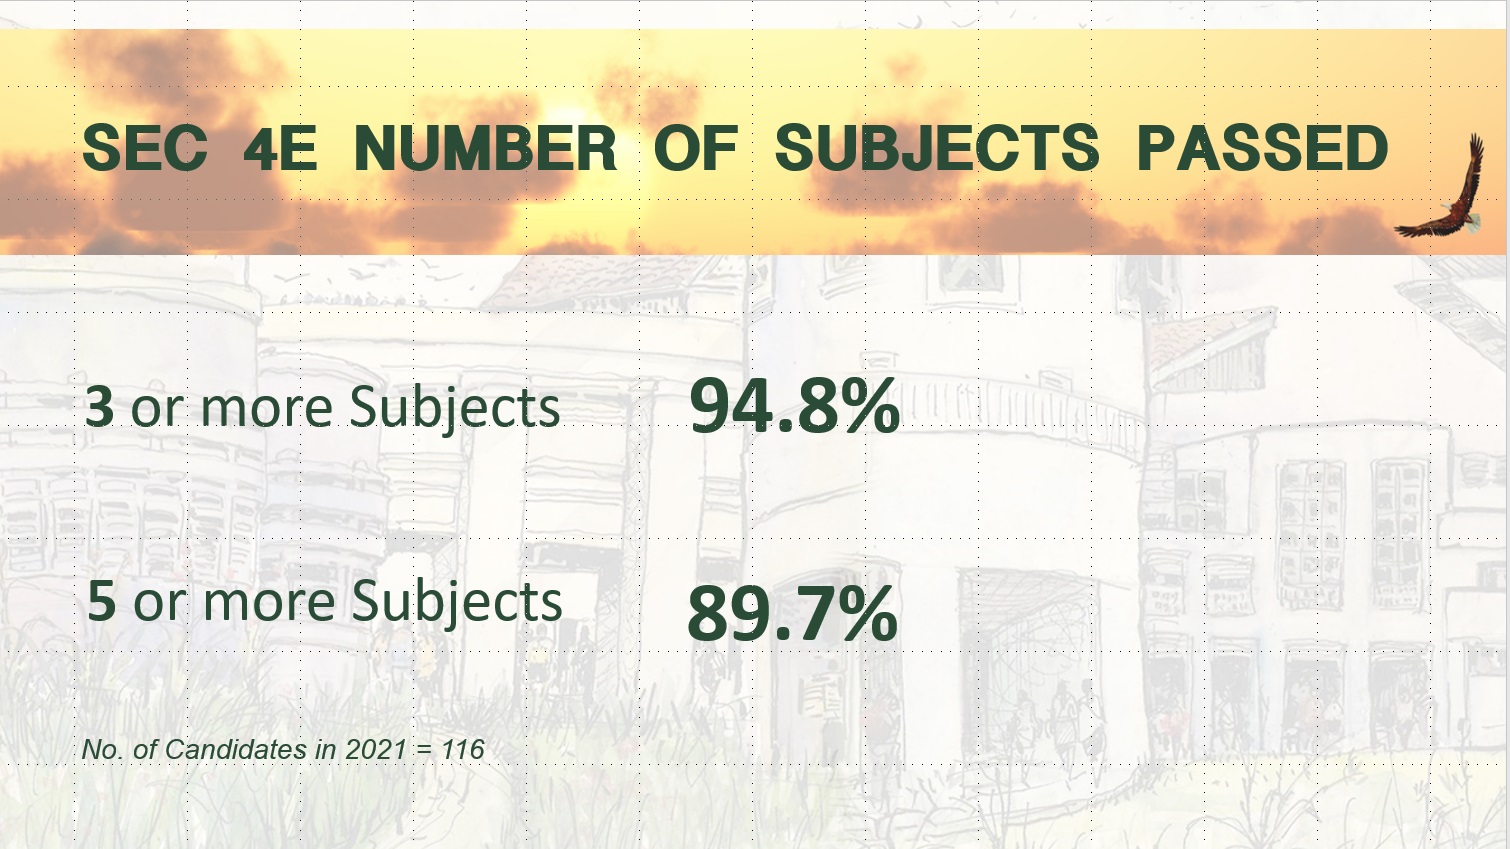 SEC 4E NUMBER OF SUBJECTS PASSED
3 or more Subjects 94.8%
5 or more Subjects 89.7%
No. of Candidates in 2021 = 116